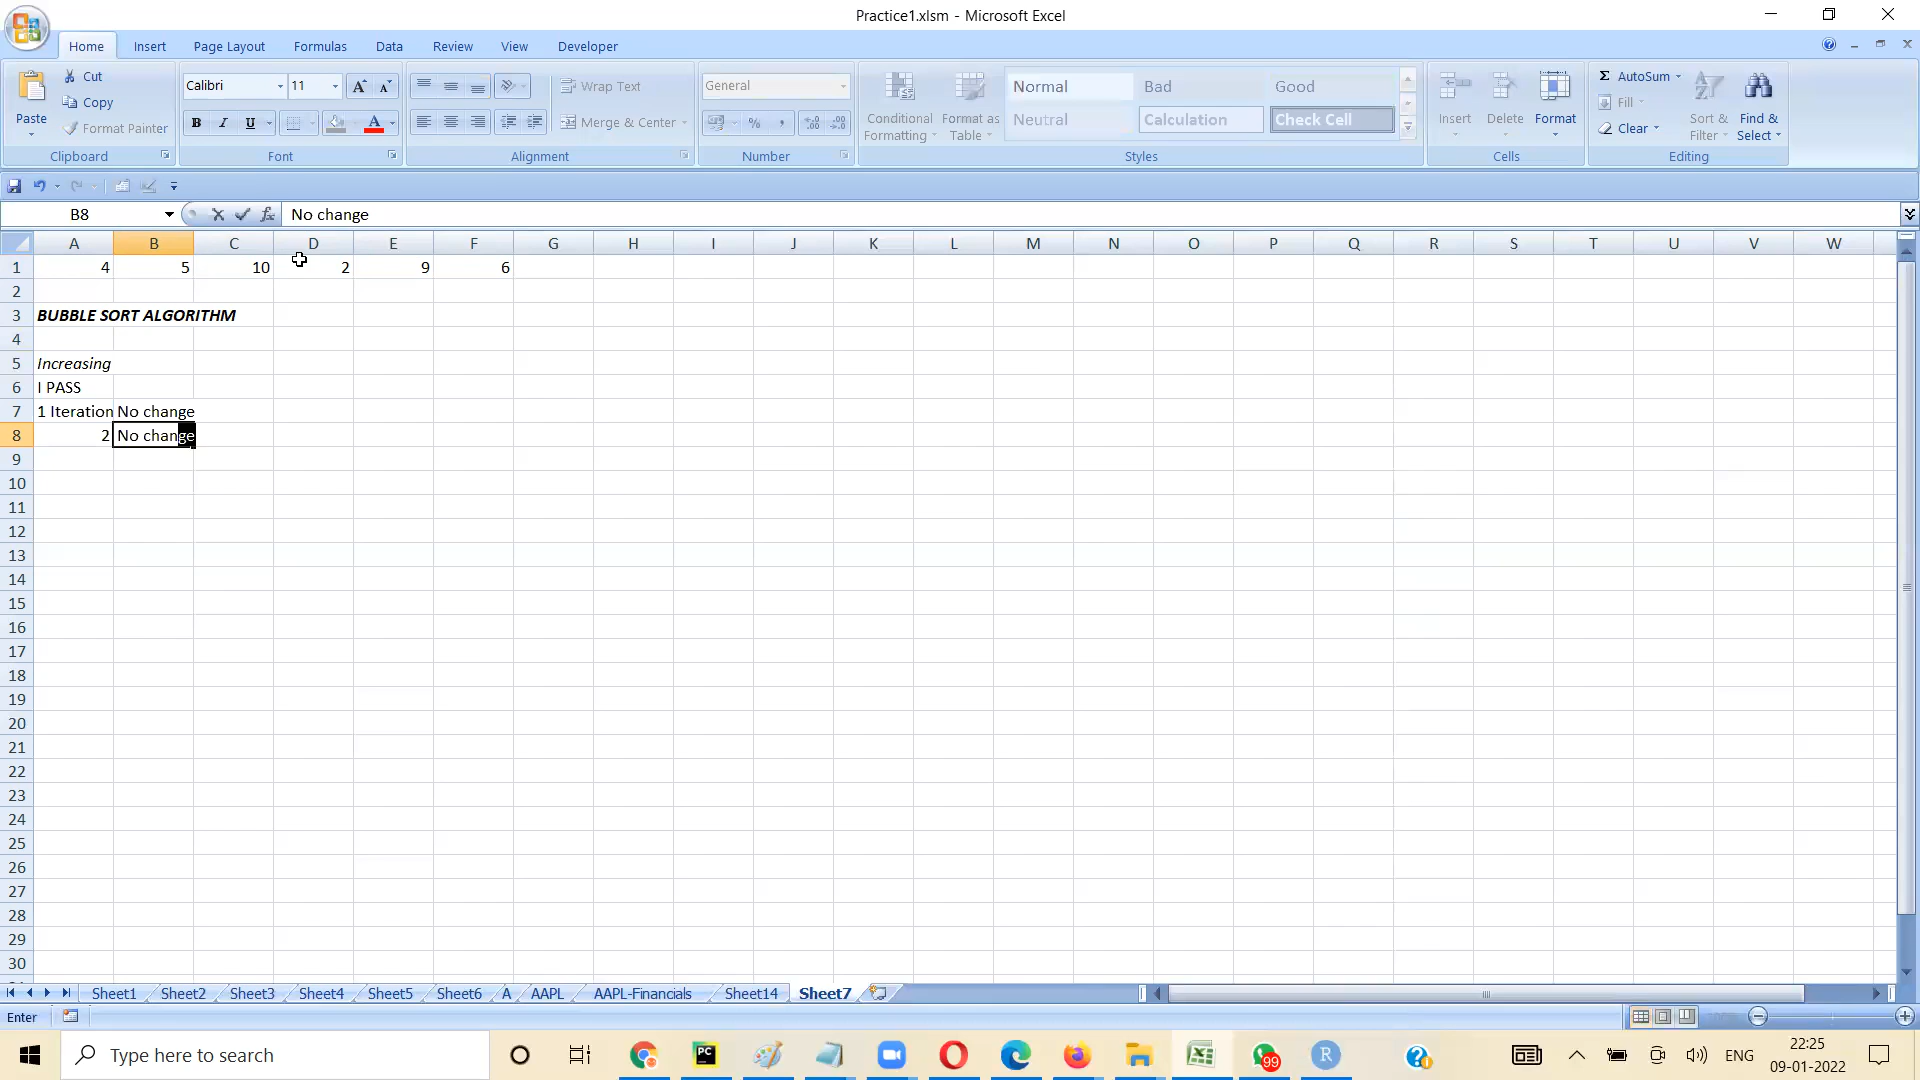 Practice1.xlsm - Microsoft Excel
Home Insert Page Layout Formulas Data Review View Developer
Paste Cut Copy Format Painter Clipboard
Calibri 11 B I U A Font
Wrap Text Merge & Center Alignment
General % , Number
Conditional Formatting Format as Table Normal Bad Good Neutral Calculation Check Cell Styles
Insert Delete Format Cells
Σ AutoSum Fill Clear Sort & Filter Find & Select Editing
B8 fx No change
A B C D E F G H I J K L M N O P Q R S T U V W
1 4 5 10 2 9 6
2
3 BUBBLE SORT ALGORITHM
4
5 Increasing
6 I PASS
7 1 Iteration No change
8 2 No change
9
10
11
12
13
14
15
16
17
18
19
20
21
22
23
24
25
26
27
28
29
30
Sheet1 Sheet2 Sheet3 Sheet4 Sheet5 Sheet6 A AAPL AAPL-Financials Sheet14 Sheet7
Enter
Type here to search PC 99 R ENG 22:25
09-01-2022